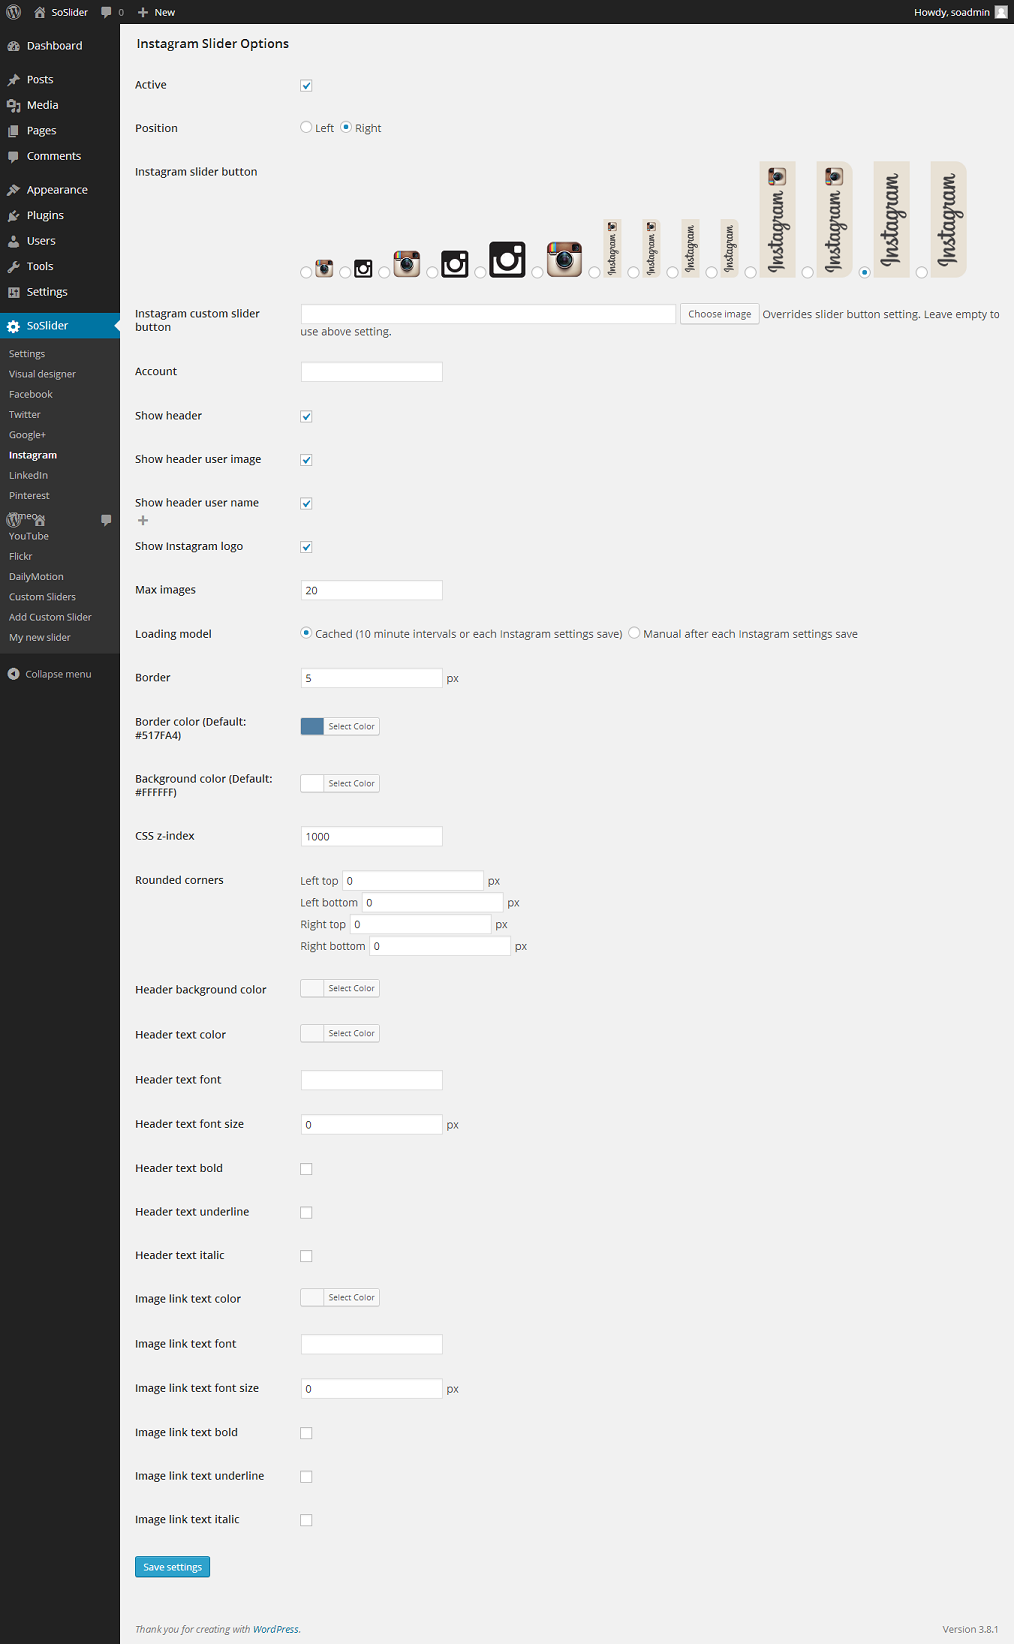 SoSlider
0
New
Howdy, soadmin
Dashboard
Posts
Media
Pages
Comments
Appearance
Plugins
Users
Tools
Settings
SoSlider
Settings
Visual designer
Facebook
Twitter
Google+
Instagram
LinkedIn
Pinterest
YouTube
Flickr
DailyMotion
Custom Sliders
Add Custom Slider
My new slider
Collapse menu
Instagram Slider Options
Active
Position
Left Right
Instagram slider button
Instagram
Instagram
Instagram
Instagram
Instagram
Instagram
Instagram
Instagram
Instagram custom slider
button
Choose image Overrides slider button setting. Leave empty to
use above setting.
Account
Show header
Show header user image
Show header user name
Show Instagram logo
Max images
20
Loading model
Cached (10 minute intervals or each Instagram settings save) Manual after each Instagram settings save
Border
5 px
Border color (Default:
#517FA4)
Select Color
Background color (Default:
#FFFFFF)
Select Color
CSS z-index
1000
Rounded corners
Left top 0 px
Left bottom 0 px
Right top 0 px
Right bottom 0 px
Header background color
Select Color
Header text color
Select Color
Header text font
Header text font size
0 px
Header text bold
Header text underline
Header text italic
Image link text color
Select Color
Image link text font
Image link text font size
0 px
Image link text bold
Image link text underline
Image link text italic
Save settings
Thank you for creating with WordPress.
Version 3.8.1